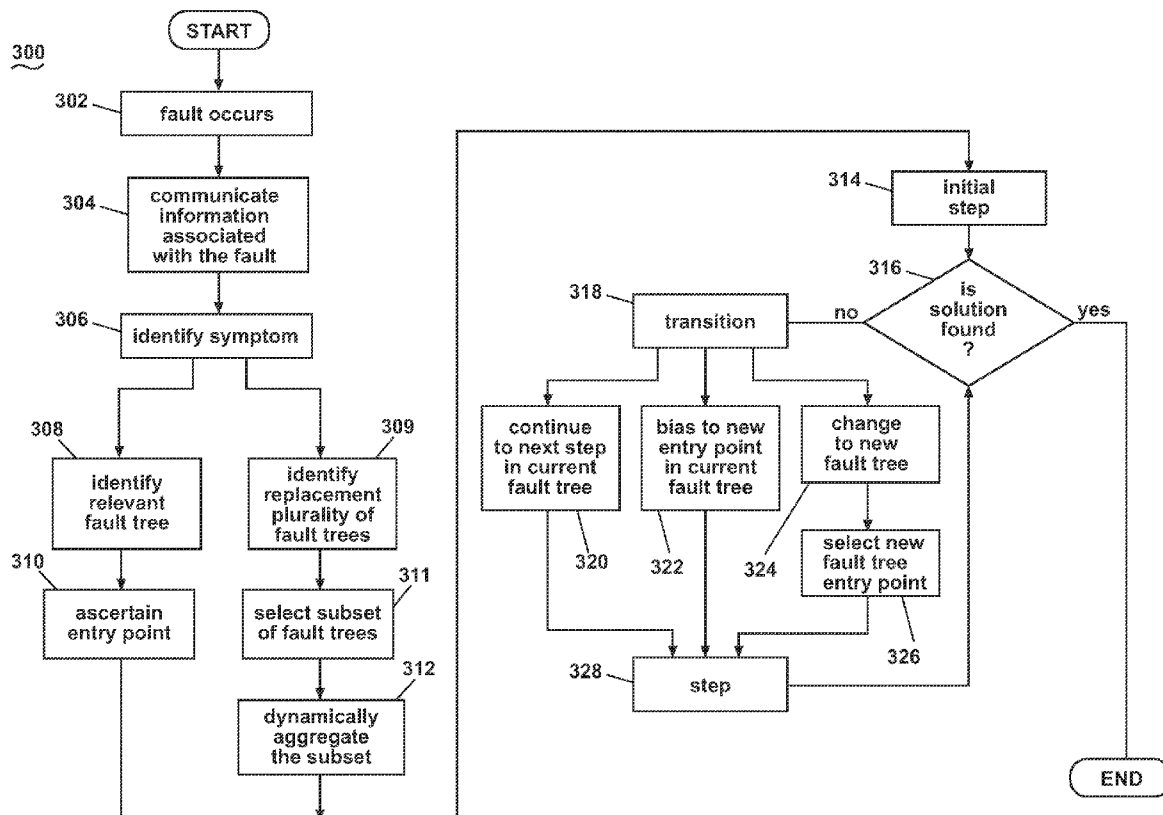 300
START
302
fault occurs
304
communicate
information
associated
with the fault
306
identify symptom
308
identify
relevant
fault tree
309
identify
replacement
plurality of
fault trees
310
ascertain
entry point
311
select subset
of fault trees
312
dynamically
aggregate
the subset
314
initial
step
316
is
solution
found
?
no
yes
318
transition
continue
to next step
in current
fault tree
320
bias to new
entry point
in current
fault tree
322
change
to new
fault tree
324
select new
fault tree
entry point
326
328
step
END